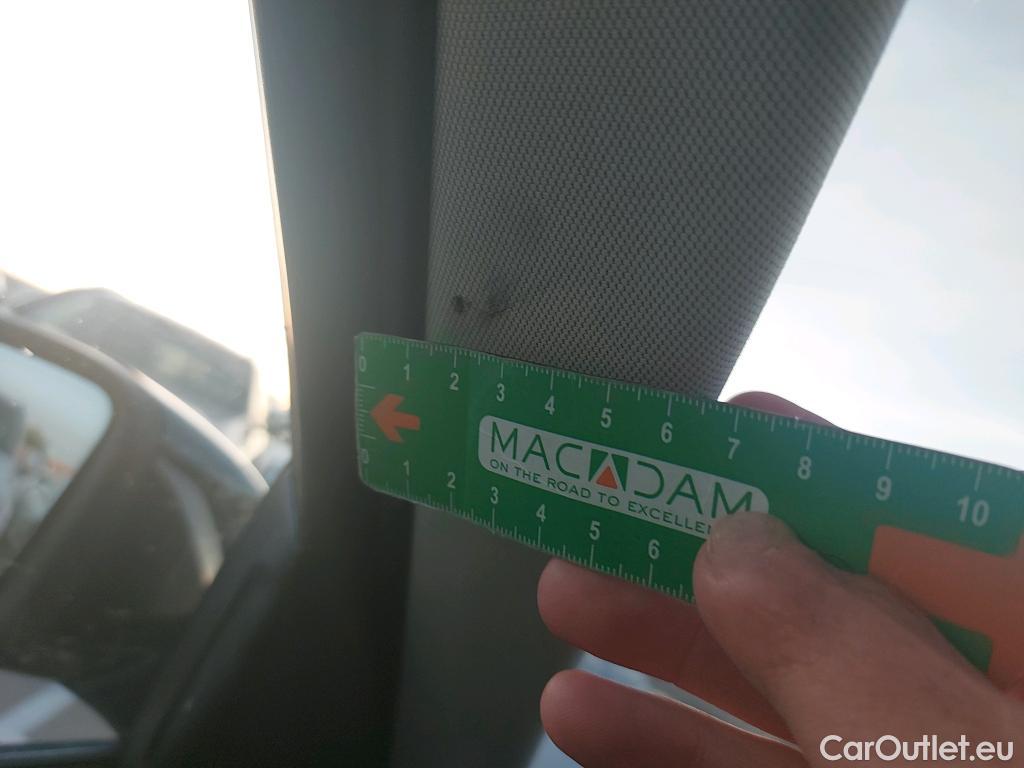 0 1 2 3 4 5 6 7 8 9 10
MACADAM
ON THE ROAD TO EXCELLEN
0 1 2 3 4 5 6
CarOutlet.eu